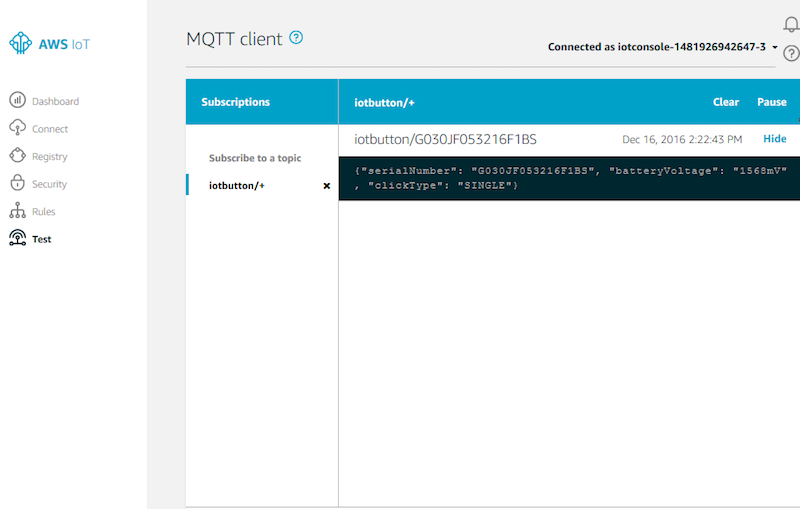 AWS IoT
Dashboard
Connect
Registry
Security
Rules
Test
MQTT client ?
Connected as iotconsole-1481926942647-3
?
Subscriptions
Subscribe to a topic
iotbutton/+ ×
iotbutton/+ Clear Pause
iotbutton/G030JF053216F1BS Dec 16, 2016 2:22:43 PM Hide
{"serialNumber": "G030JF053216F1BS", "batteryVoltage": "1568mV"
, "clickType": "SINGLE"}